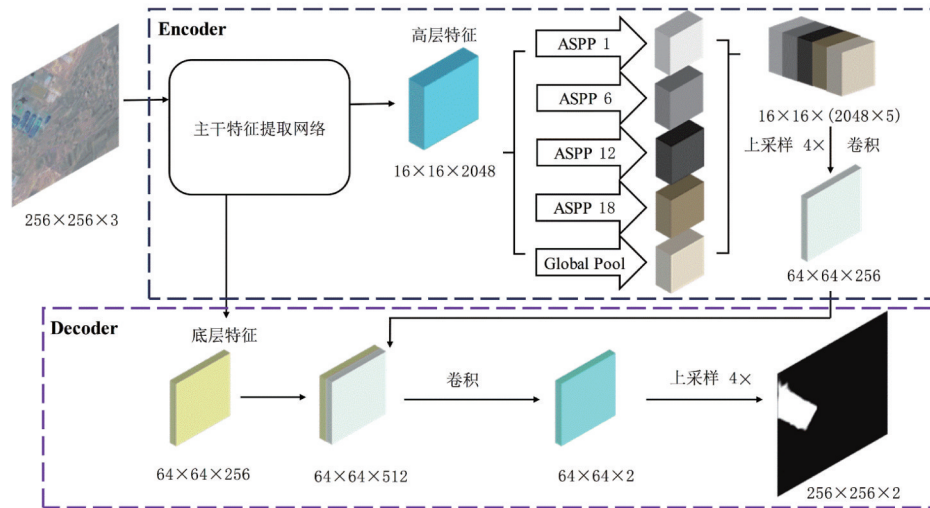 Encoder
256×256×3
主干特征提取网络
高层特征
16×16×2048
ASPP 1
ASPP 6
ASPP 12
ASPP 18
Global Pool
16×16×(2048×5)
上采样 4× 卷积
64×64×256
Decoder
底层特征
64×64×256
64×64×512
卷积
64×64×2
上采样 4×
256×256×2